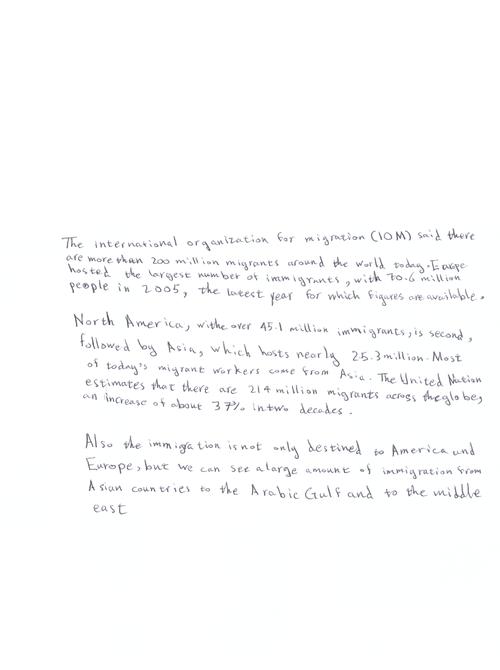 The international organization for migration (IOM) said there
are more than 200 million migrants around the world today. Europe
hosted the largest number of immigrants, with 70.6 million
people in 2005, the latest year for which figures are available.
North America, withe over 45.1 million immigrants, is second,
followed by Asia, which hosts nearly 25.3 million. Most
of today's migrant workers come from Asia. The United Nation
estimates that there are 214 million migrants across the globe,
an increase of about 37% in two decades.
Also the immigration is not only destined to America und
Europe, but we can see a large amount of immigration from
Asian countries to the Arabic Gulf and to the middle
east